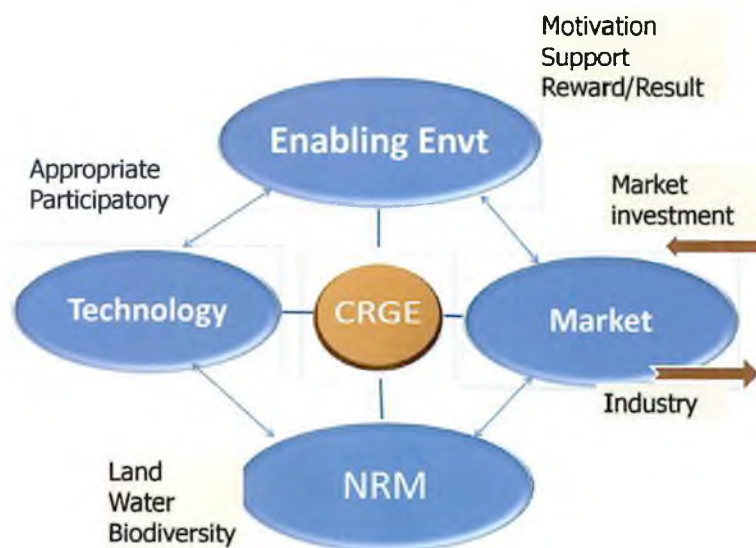 Motivation
Support
Reward/Result
Enabling Envt
Appropriate
Participatory
Market
investment
Technology
CRGE
Market
Industry
NRM
Land
Water
Biodiversity